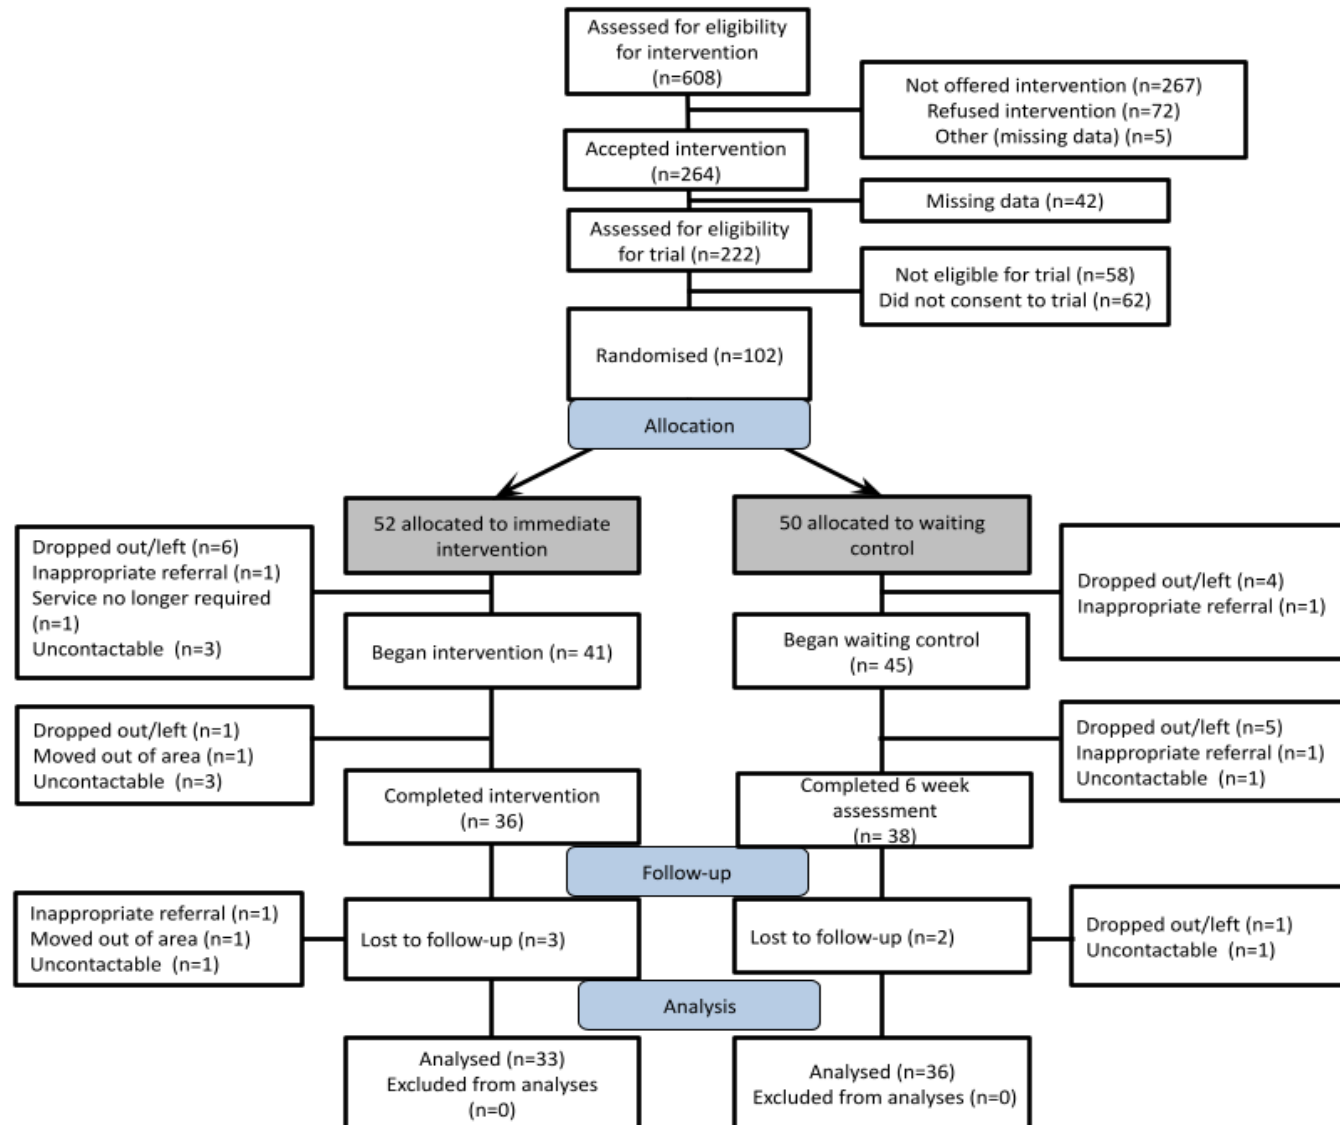 Assessed for eligibility
for intervention
(n=608)
Not offered intervention (n=267)
Refused intervention (n=72)
Other (missing data) (n=5)
Accepted intervention
(n=264)
Missing data (n=42)
Assessed for eligibility
for trial (n=222)
Not eligible for trial (n=58)
Did not consent to trial (n=62)
Randomised (n=102)
Allocation
52 allocated to immediate
intervention
50 allocated to waiting
control
Dropped out/left (n=6)
Inappropriate referral (n=1)
Service no longer required
(n=1)
Uncontactable  (n=3)
Dropped out/left (n=4)
Inappropriate referral (n=1)
Began intervention (n= 41)
Began waiting control
(n= 45)
Dropped out/left (n=1)
Moved out of area (n=1)
Uncontactable  (n=3)
Dropped out/left (n=5)
Inappropriate referral (n=1)
Uncontactable  (n=1)
Completed intervention
(n= 36)
Completed 6 week
assessment
(n= 38)
Follow-up
Inappropriate referral (n=1)
Moved out of area (n=1)
Uncontactable  (n=1)
Lost to follow-up (n=3)
Lost to follow-up (n=2)
Dropped out/left (n=1)
Uncontactable  (n=1)
Analysis
Analysed (n=33)
Excluded from analyses
(n=0)
Analysed (n=36)
Excluded from analyses (n=0)